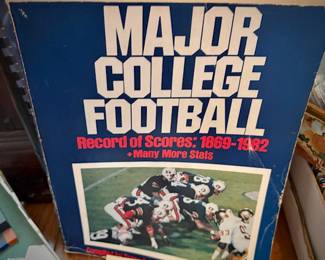 MAJOR
COLLEGE
FOOTBALL
Record of Scores: 1869-1982
+Many More Stats